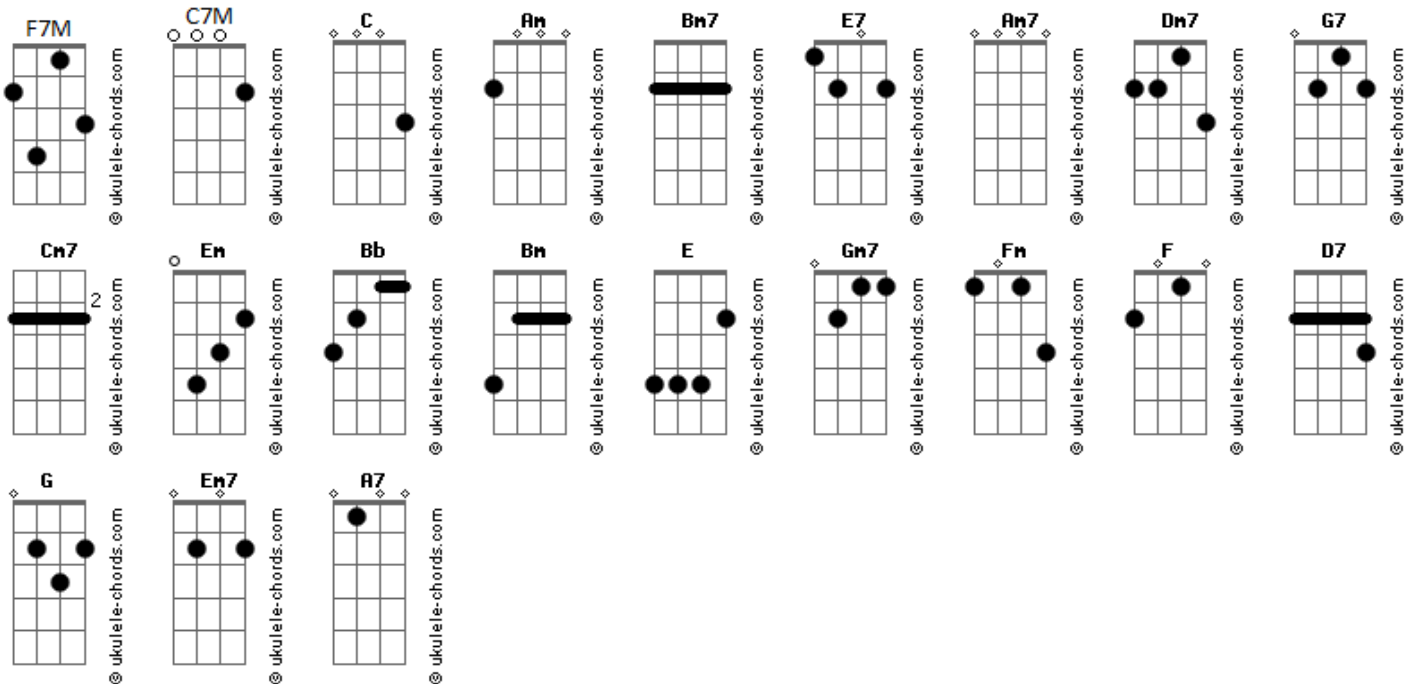 F7M C7M C Am Bm7 E7 Am7 Dm7 G7
© ukulele-chords.com © ukulele-chords.com © ukulele-chords.com © ukulele-chords.com © ukulele-chords.com © ukulele-chords.com © ukulele-chords.com © ukulele-chords.com © ukulele-chords.com
Cm7 Em Bb Bm E Gm7 Fm F D7
2
© ukulele-chords.com © ukulele-chords.com © ukulele-chords.com © ukulele-chords.com © ukulele-chords.com © ukulele-chords.com © ukulele-chords.com © ukulele-chords.com © ukulele-chords.com
G Em7 A7
© ukulele-chords.com © ukulele-chords.com © ukulele-chords.com